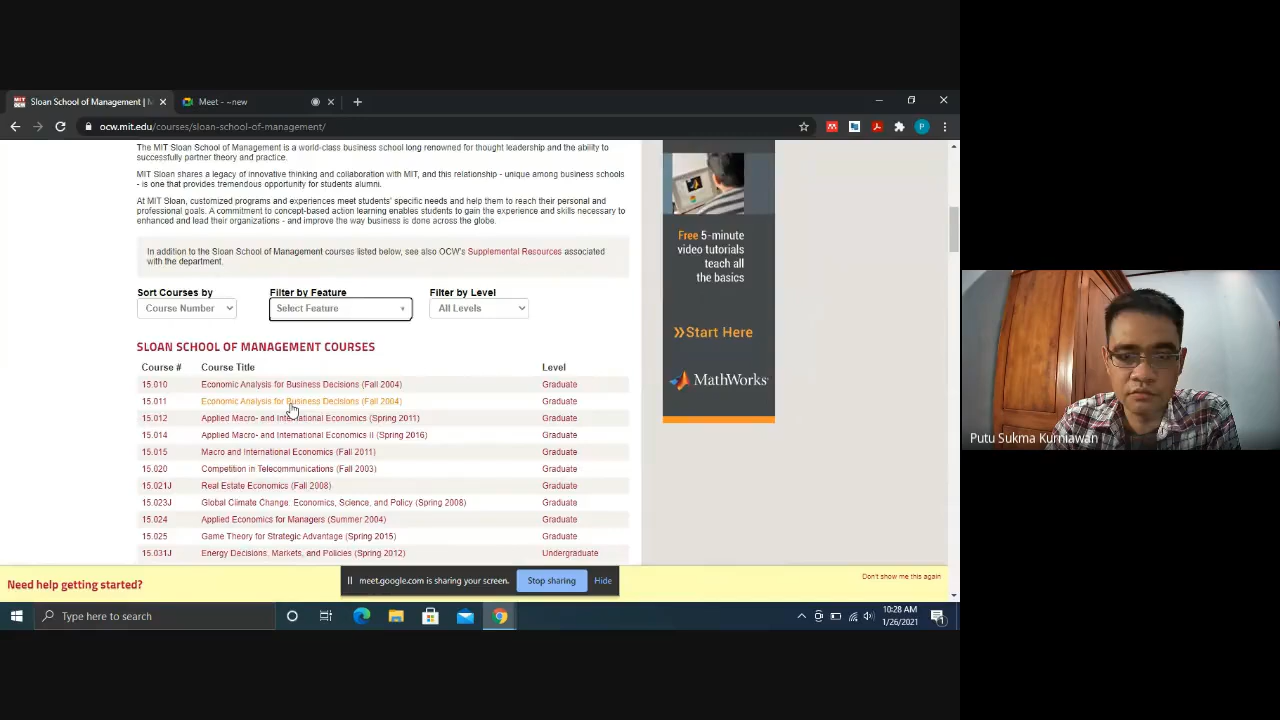 Sloan School of Management | M
Meet - ~new
ocw.mit.edu/courses/sloan-school-of-management/
P
The MIT Sloan School of Management is a world-class business school long renowned for thought leadership and the ability to
successfully partner theory and practice.
MIT Sloan shares a legacy of innovative thinking and collaboration with MIT, and this relationship - unique among business schools
- is one that provides tremendous opportunity for students alumni.
At MIT Sloan, customized programs and experiences meet students' specific needs and help them to reach their personal and
professional goals. A commitment to concept-based action learning enables students to gain the experience and skills necessary to
enhanced and lead their organizations - and improve the way business is done across the globe.
In addition to the Sloan School of Management courses listed below, see also OCW's Supplemental Resources associated
with the department.
Sort Courses by Filter by Feature Filter by Level
Course Number Select Feature All Levels
SLOAN SCHOOL OF MANAGEMENT COURSES
Course # Course Title Level
15.010 Economic Analysis for Business Decisions (Fall 2004) Graduate
15.011 Economic Analysis for Business Decisions (Fall 2004) Graduate
15.012 Applied Macro- and International Economics (Spring 2011) Graduate
15.014 Applied Macro- and International Economics II (Spring 2016) Graduate
15.015 Macro and International Economics (Fall 2011) Graduate
15.020 Competition in Telecommunications (Fall 2003) Graduate
15.021J Real Estate Economics (Fall 2008) Graduate
15.023J Global Climate Change: Economics, Science, and Policy (Spring 2008) Graduate
15.024 Applied Economics for Managers (Summer 2004) Graduate
15.025 Game Theory for Strategic Advantage (Spring 2015) Graduate
15.031J Energy Decisions, Markets, and Policies (Spring 2012) Undergraduate
Free 5-minute
video tutorials
teach all
the basics
Start Here
MathWorks
Putu Sukma Kurniawan
Need help getting started?
meet.google.com is sharing your screen.
Stop sharing
Hide
Don't show me this again
Type here to search
10:28 AM
1/26/2021
1